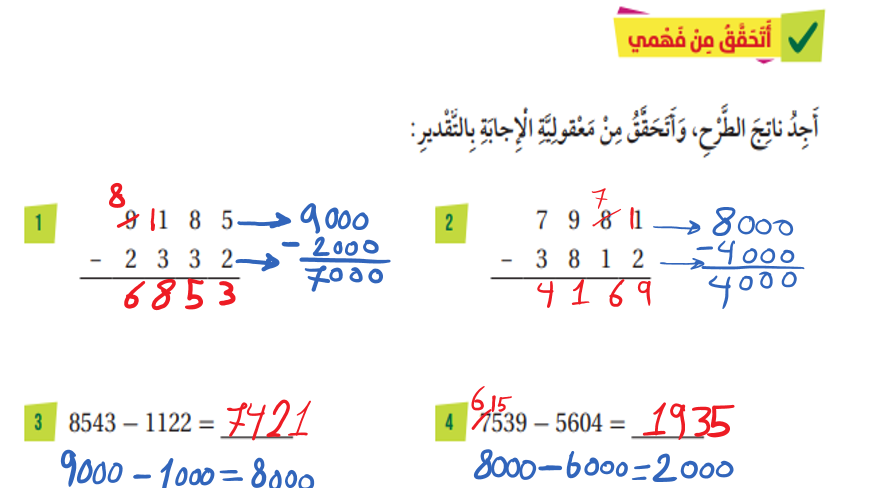 أَتَحَقَّقُ مِنْ فَهْمي
أَجِدُ ناتِجَ الطَّرْحِ، وَأَتَحَقَّقُ مِنْ مَعْقولِيَّةِ الْإِجابَةِ بِالتَّقْديرِ:
1
8
9 11 8 5 → 9000
– 2 3 3 2 → – 2000
6 8 5 3
7000
2
7
7 9 8 11 → 8000
– 3 8 1 2 → – 4000
4 1 6 9
4000
3 8543 – 1122 = 7421
9000 – 1000 = 8000
6 15
4 7539 – 5604 = 1935
8000 – 6000 = 2000